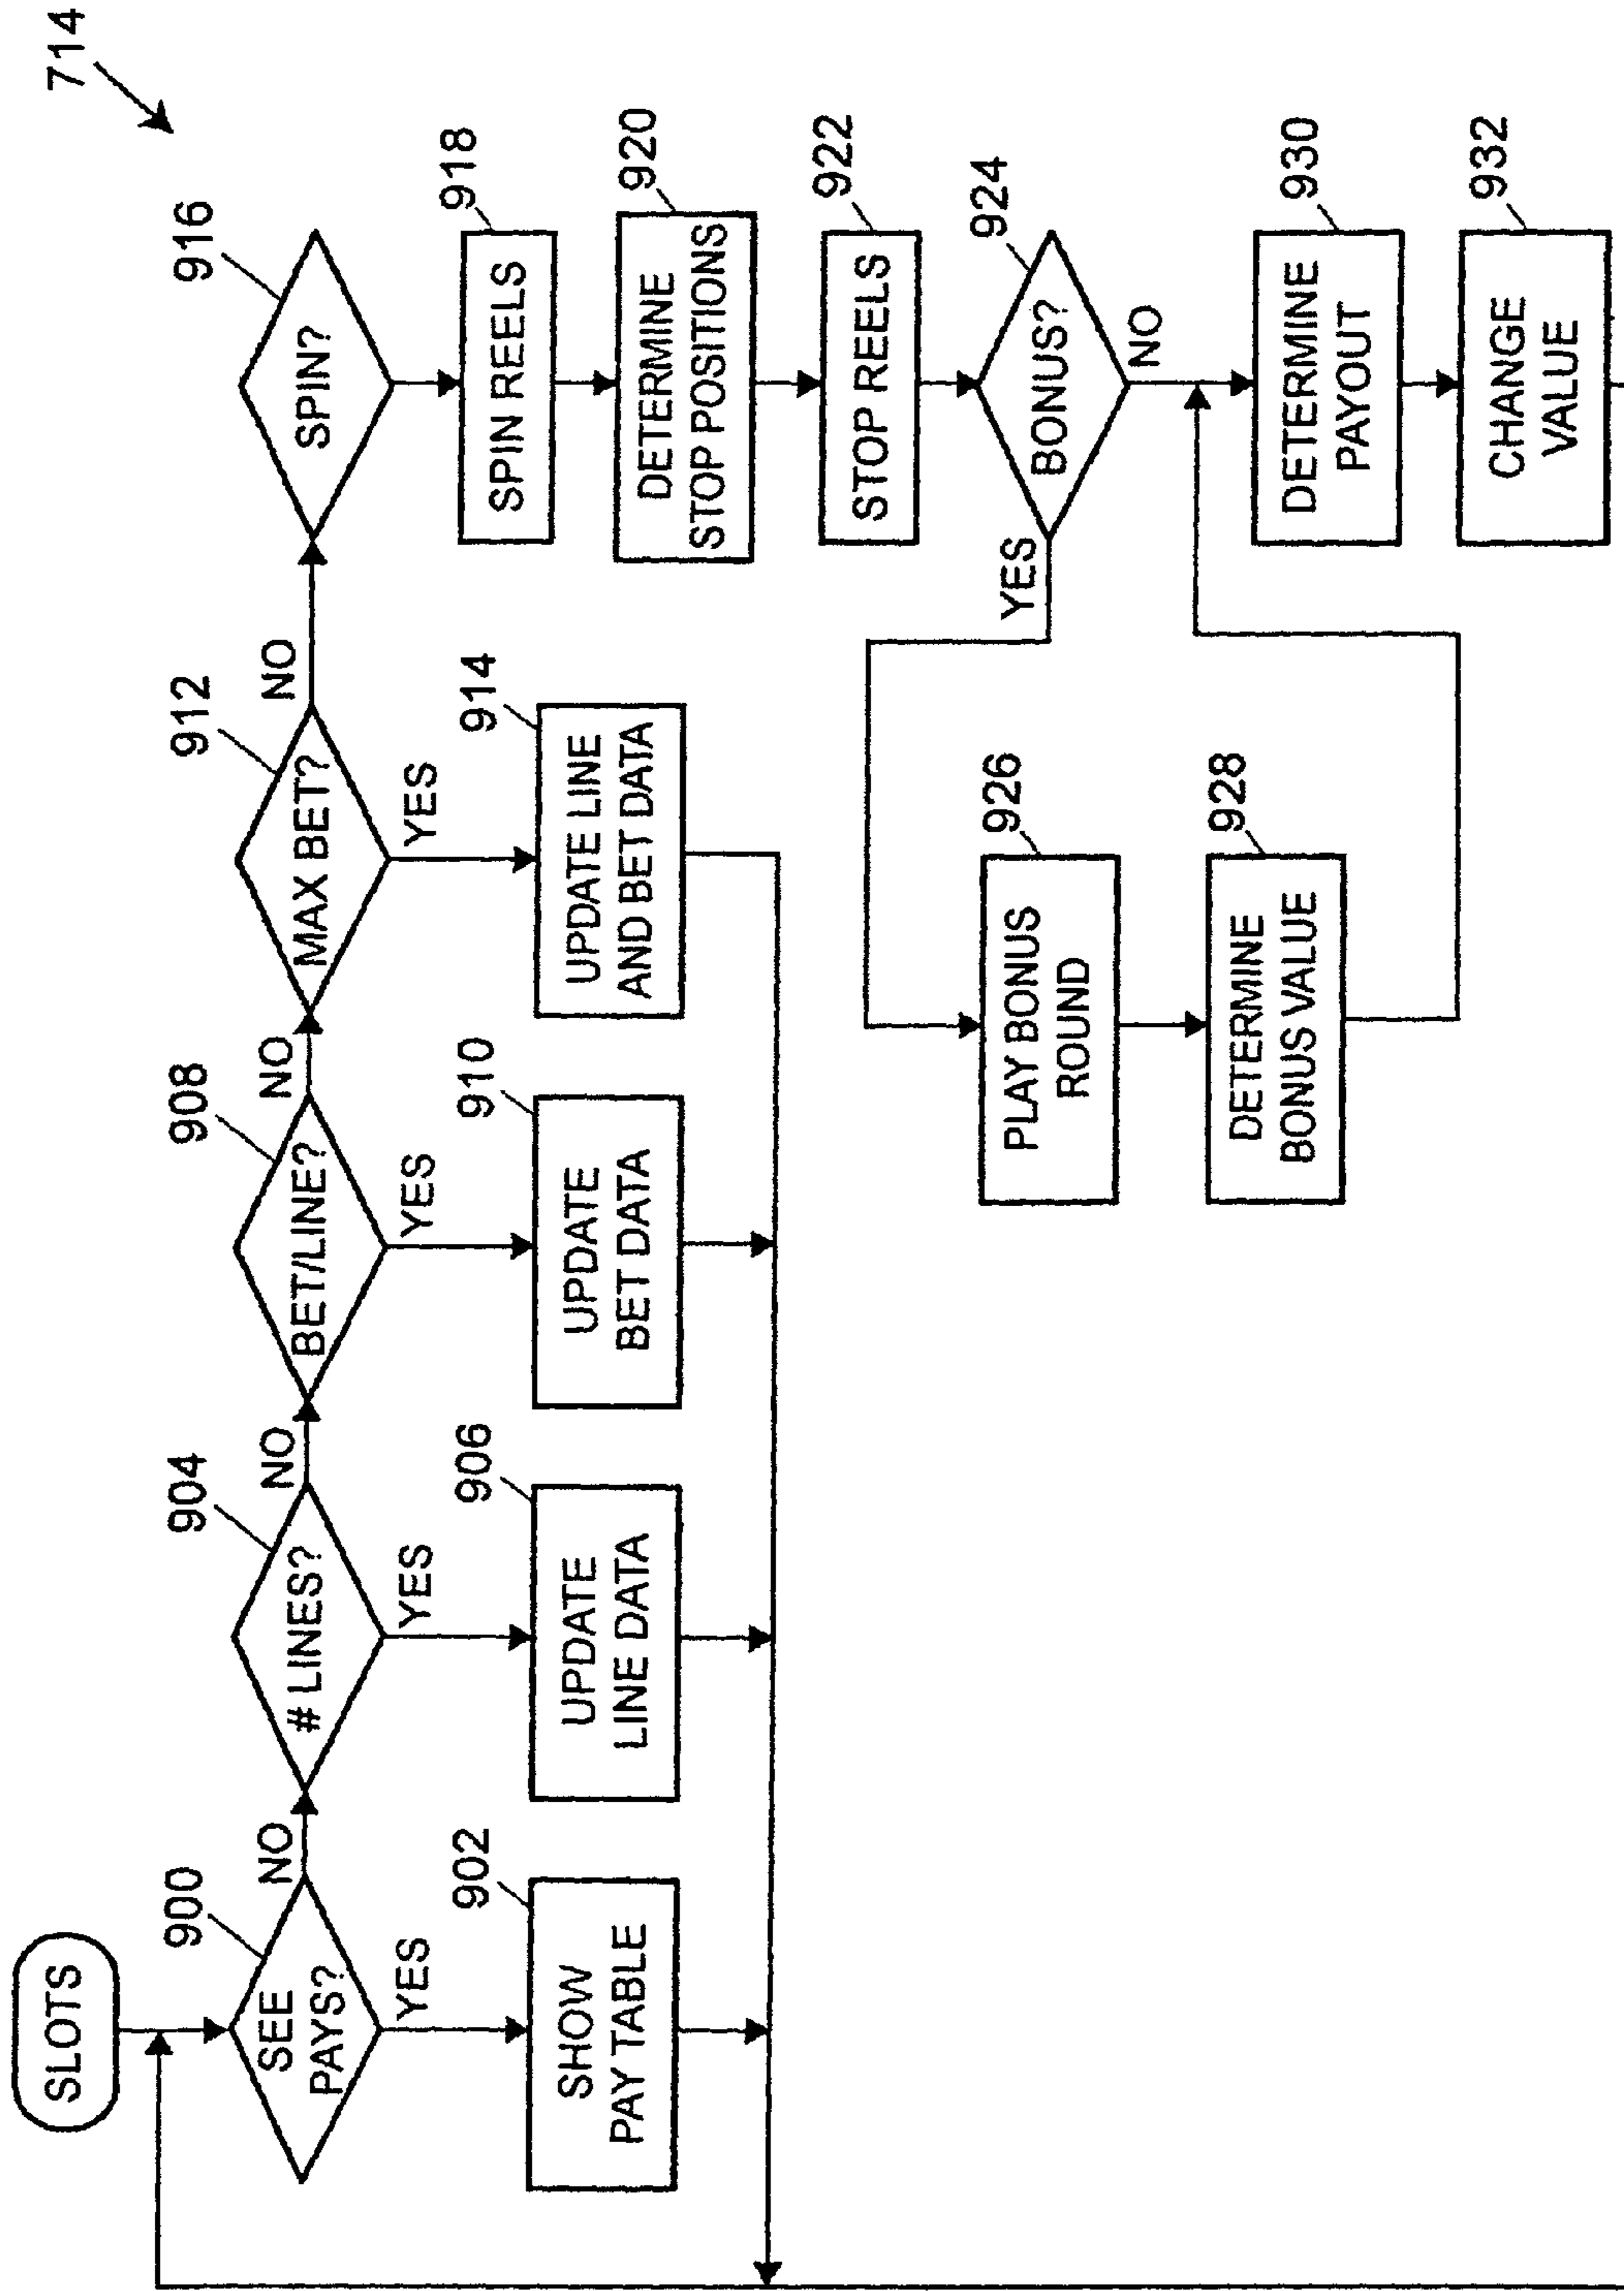 714
SLOTS
900
SEE
PAYS?
NO
YES
902
SHOW
PAY TABLE
904
# LINES?
NO
YES
906
UPDATE
LINE DATA
908
BET/LINE?
NO
YES
910
UPDATE
BET DATA
912
MAX BET?
NO
YES
914
UPDATE LINE
AND BET DATA
916
SPIN?
918
SPIN REELS
920
DETERMINE
STOP POSITIONS
922
STOP REELS
924
BONUS?
YES
NO
926
PLAY BONUS
ROUND
928
DETERMINE
BONUS VALUE
930
DETERMINE
PAYOUT
932
CHANGE
VALUE